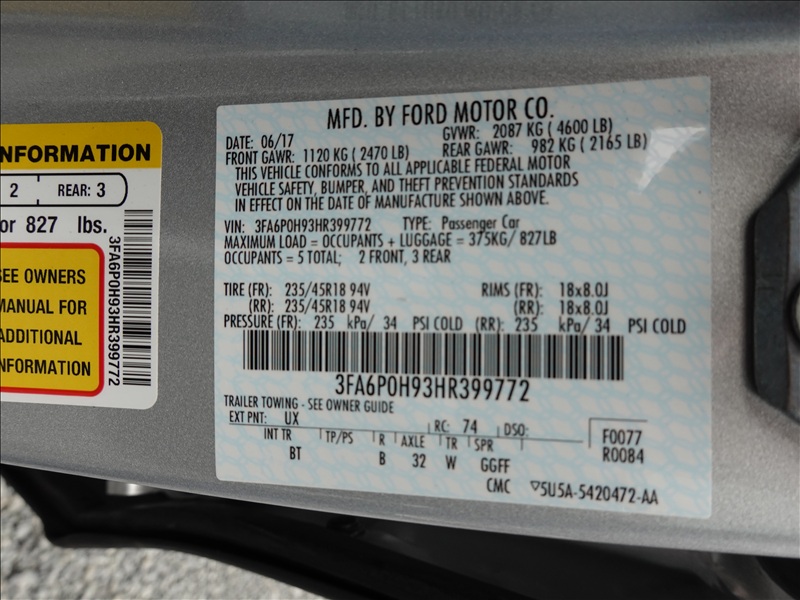 NFORMATION
2 REAR: 3
or 827 lbs.
SEE OWNERS
MANUAL FOR
ADDITIONAL
INFORMATION
3FA6P0H93HR399772
MFD. BY FORD MOTOR CO.
DATE: 06/17 GVWR: 2087 KG ( 4600 LB)
FRONT GAWR: 1120 KG ( 2470 LB) REAR GAWR: 982 KG ( 2165 LB)
THIS VEHICLE CONFORMS TO ALL APPLICABLE FEDERAL MOTOR
VEHICLE SAFETY, BUMPER, AND THEFT PREVENTION STANDARDS
IN EFFECT ON THE DATE OF MANUFACTURE SHOWN ABOVE.
VIN: 3FA6P0H93HR399772 TYPE: Passenger Car
MAXIMUM LOAD = OCCUPANTS + LUGGAGE = 375KG/ 827LB
OCCUPANTS = 5 TOTAL; 2 FRONT, 3 REAR
TIRE (FR): 235/45R18 94V RIMS (FR): 18x8.0J
(RR): 235/45R18 94V (RR): 18x8.0J
PRESSURE (FR): 235 kPa/ 34 PSI COLD (RR): 235 kPa/ 34 PSI COLD
3FA6P0H93HR399772
TRAILER TOWING - SEE OWNER GUIDE
EXT PNT: UX RC: 74 DSO: F0077
INT TR TP/PS R AXLE TR SPR R0084
BT B 32 W GGFF
CMC 5U5A-5420472-AA